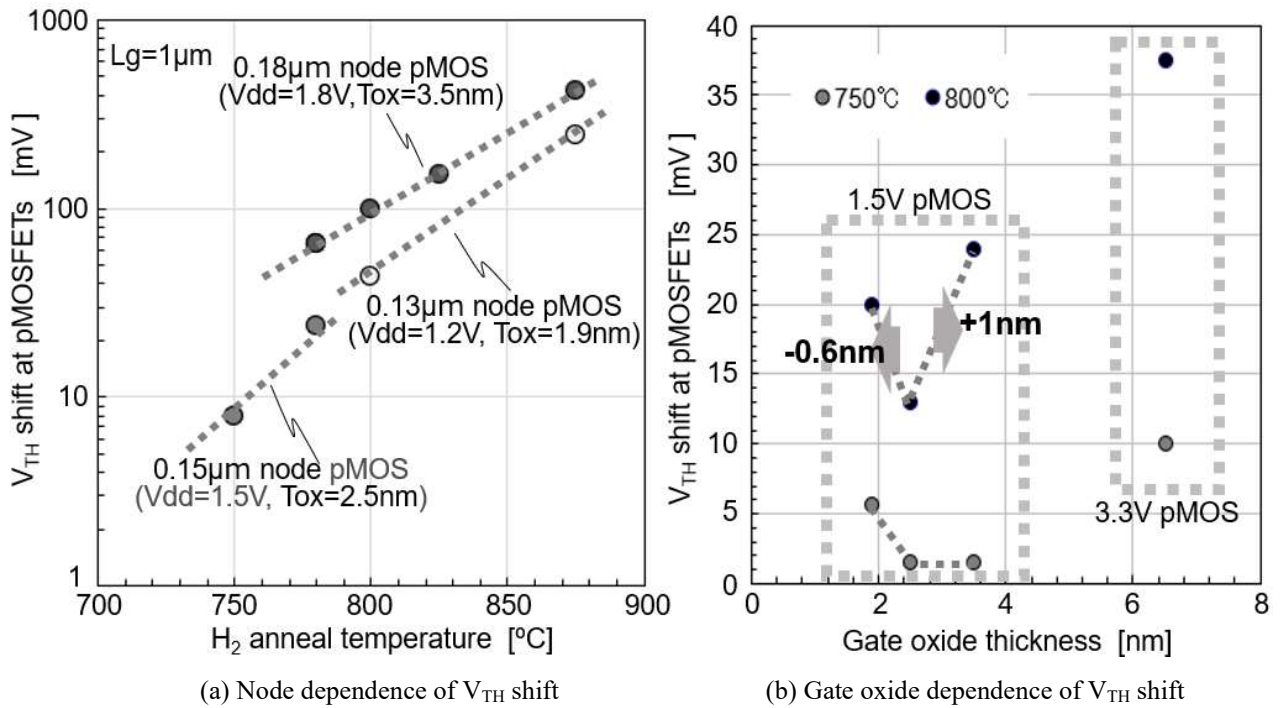 1000
100
10
1
V_TH shift at pMOSFETs [mV]
Lg=1µm
0.18µm node pMOS
(Vdd=1.8V,Tox=3.5nm)
0.13µm node pMOS
(Vdd=1.2V, Tox=1.9nm)
0.15µm node pMOS
(Vdd=1.5V, Tox=2.5nm)
700 750 800 850 900
H₂ anneal temperature [ºC]
(a) Node dependence of V_TH shift
40
35
30
25
20
15
10
5
0
V_TH shift at pMOSFETs [mV]
750℃ 800℃
1.5V pMOS
-0.6nm
+1nm
3.3V pMOS
0 2 4 6 8
Gate oxide thickness [nm]
(b) Gate oxide dependence of V_TH shift